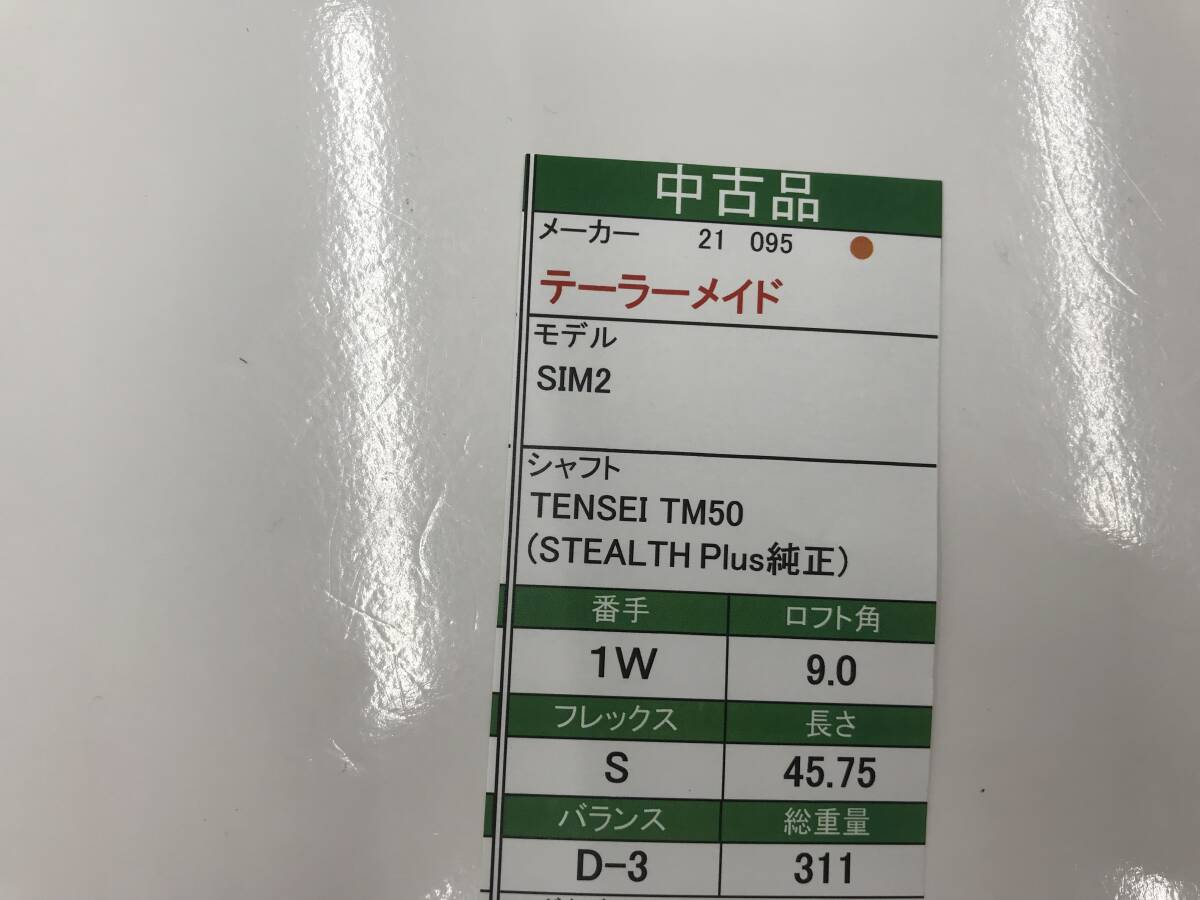 中古品
メーカー 21 095
テーラーメイド
モデル
SIM2
シャフト
TENSEI TM50
(STEALTH Plus純正)
番手 ロフト角
1W 9.0
フレックス 長さ
S 45.75
バランス 総重量
D-3 311